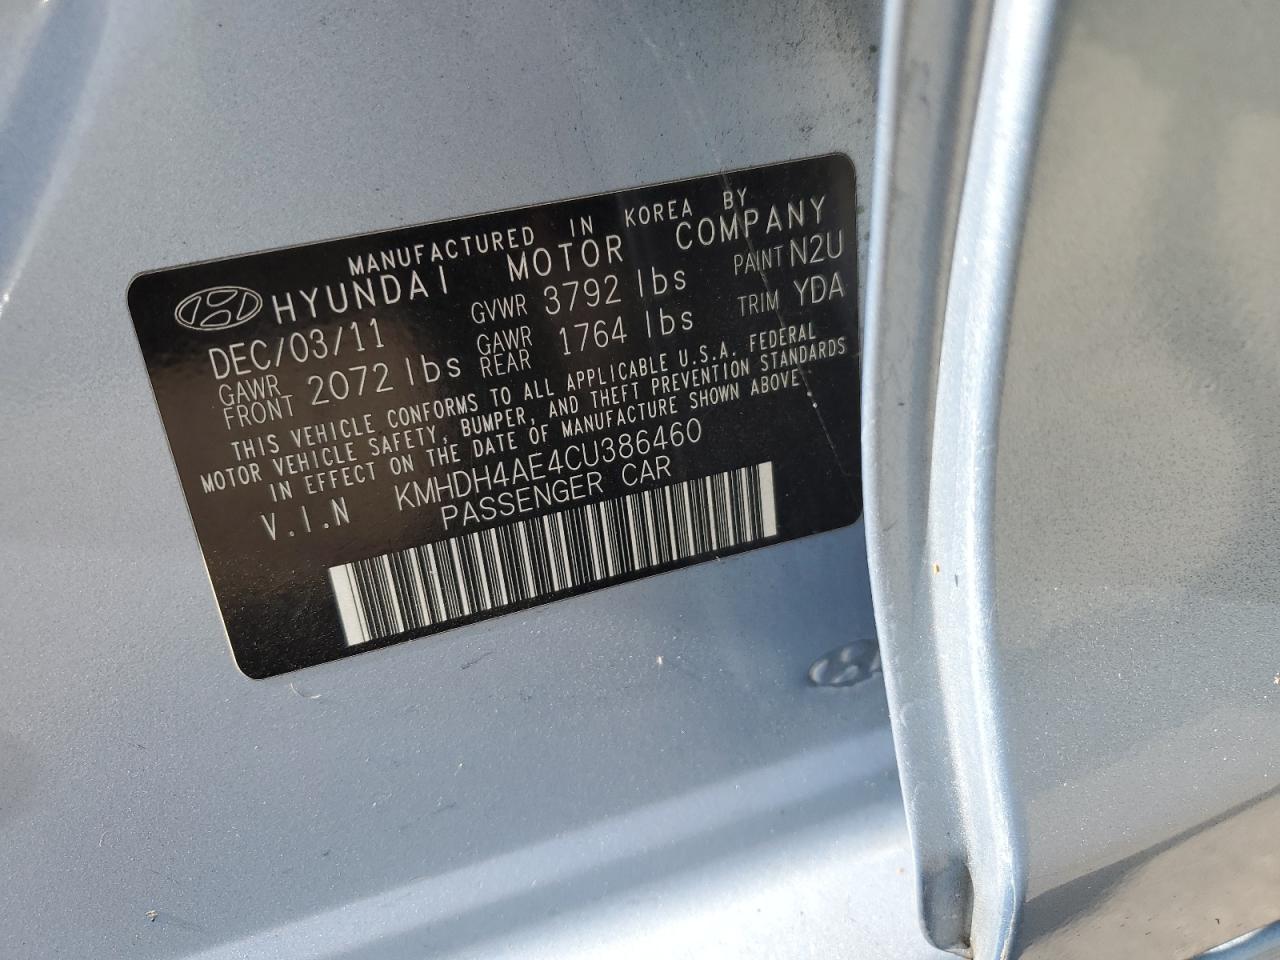 MANUFACTURED IN KOREA BY
HYUNDAI MOTOR COMPANY
DEC/03/11 GVWR 3792 lbs PAINT N2U
GAWR FRONT 2072 lbs GAWR REAR 1764 lbs TRIM YDA
THIS VEHICLE CONFORMS TO ALL APPLICABLE U.S.A. FEDERAL
MOTOR VEHICLE SAFETY, BUMPER, AND THEFT PREVENTION STANDARDS
IN EFFECT ON THE DATE OF MANUFACTURE SHOWN ABOVE
V.I.N KMHDH4AE4CU386460
PASSENGER CAR